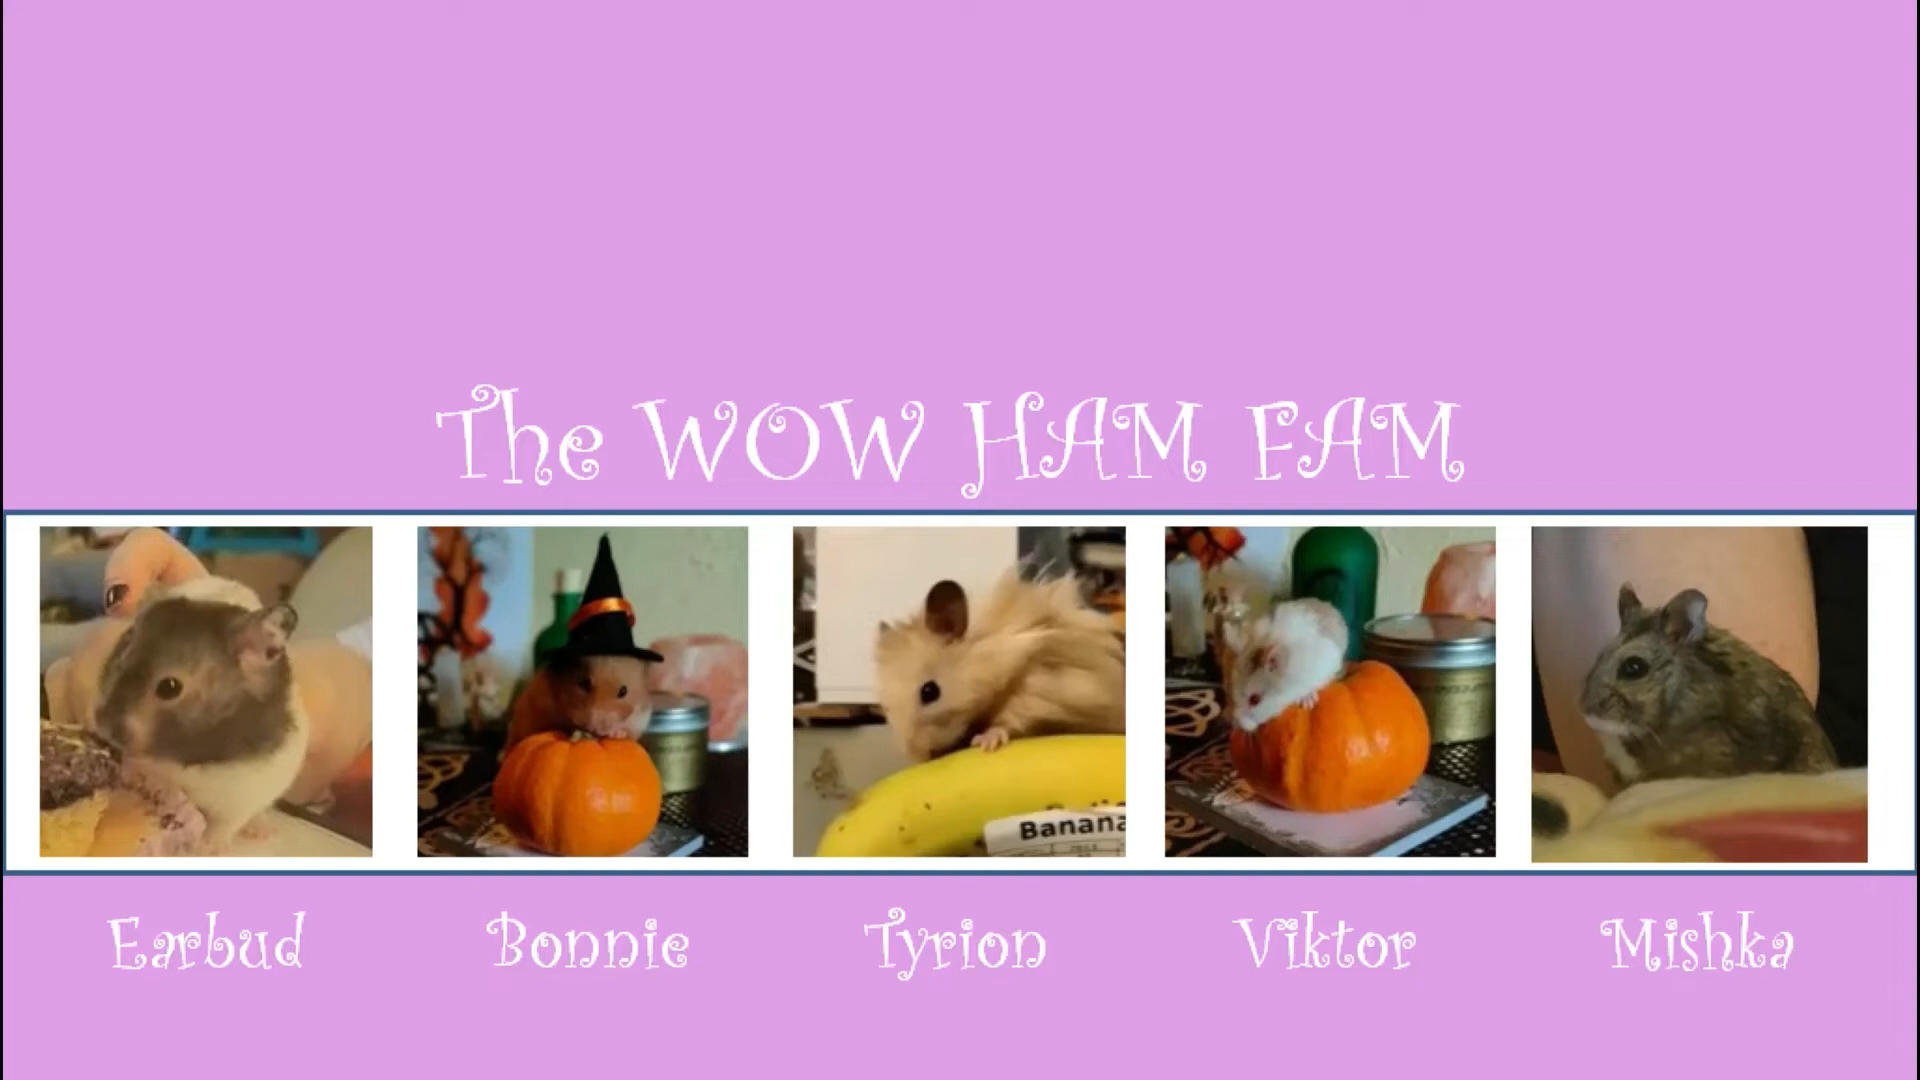 The WOW HAM FAM
Banana
Earbud
Bonnie
Tyrion
Viktor
Mishka